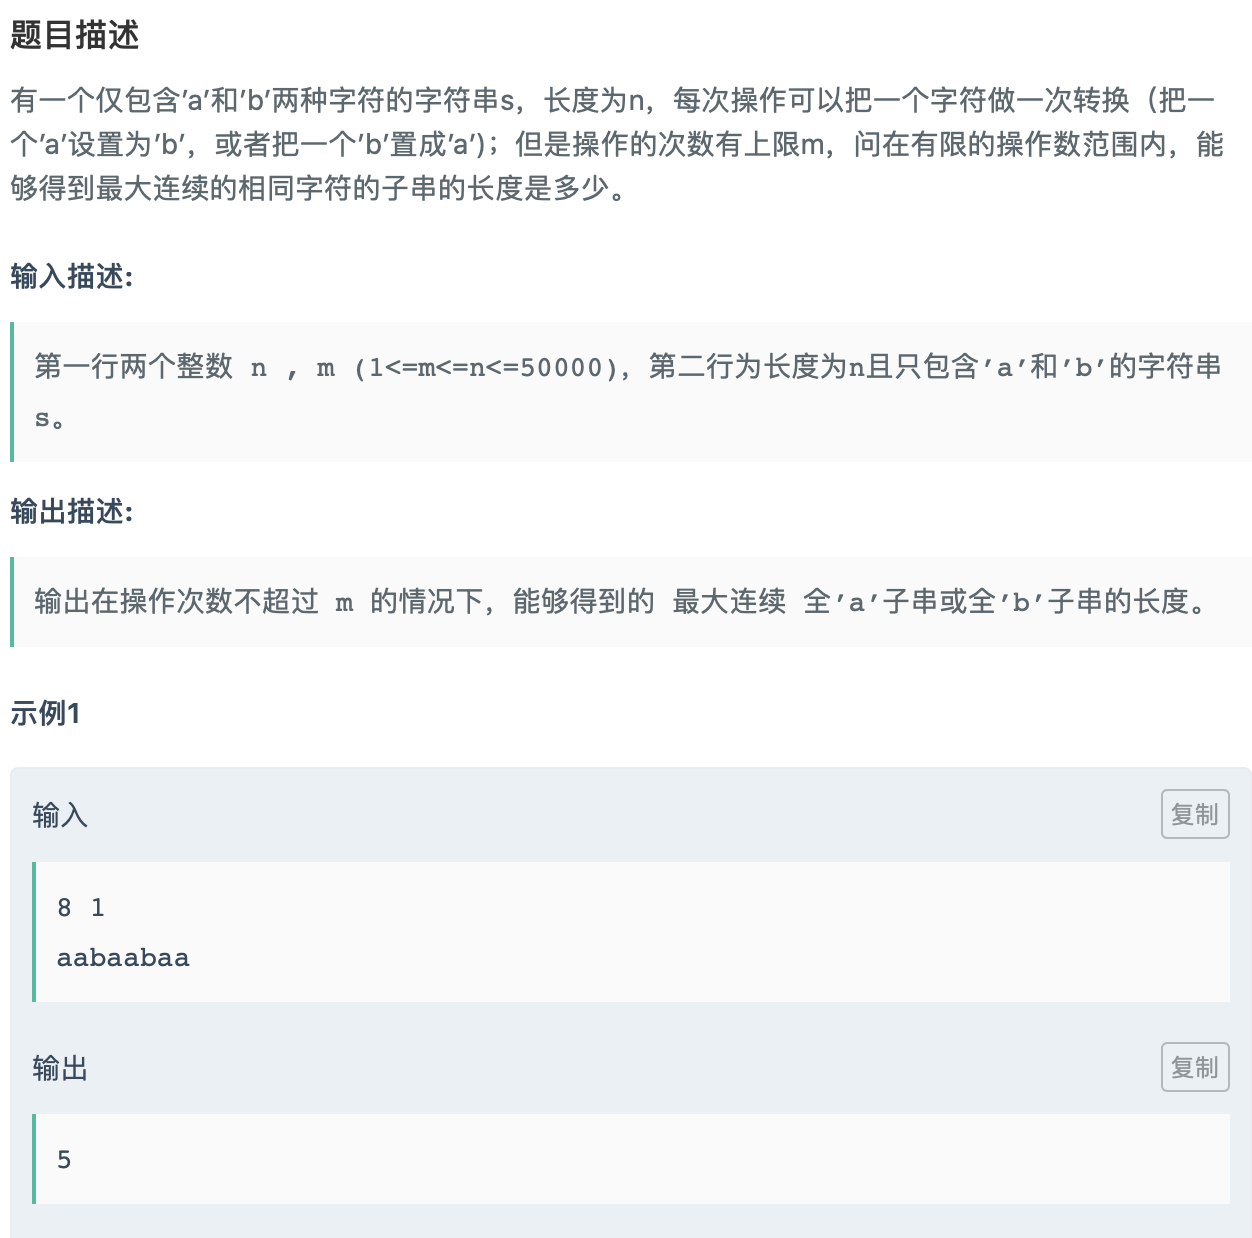 题目描述
有一个仅包含’a’和’b’两种字符的字符串s，长度为n，每次操作可以把一个字符做一次转换（把一
个’a’设置为’b’，或者把一个’b’置成’a’)；但是操作的次数有上限m，问在有限的操作数范围内，能
够得到最大连续的相同字符的子串的长度是多少。
输入描述:
第一行两个整数 n , m (1<=m<=n<=50000)，第二行为长度为n且只包含’a’和’b’的字符串
s。
输出描述:
输出在操作次数不超过 m 的情况下，能够得到的 最大连续 全’a’子串或全’b’子串的长度。
示例1
输入
复制
8 1
aabaabaa
输出
复制
5